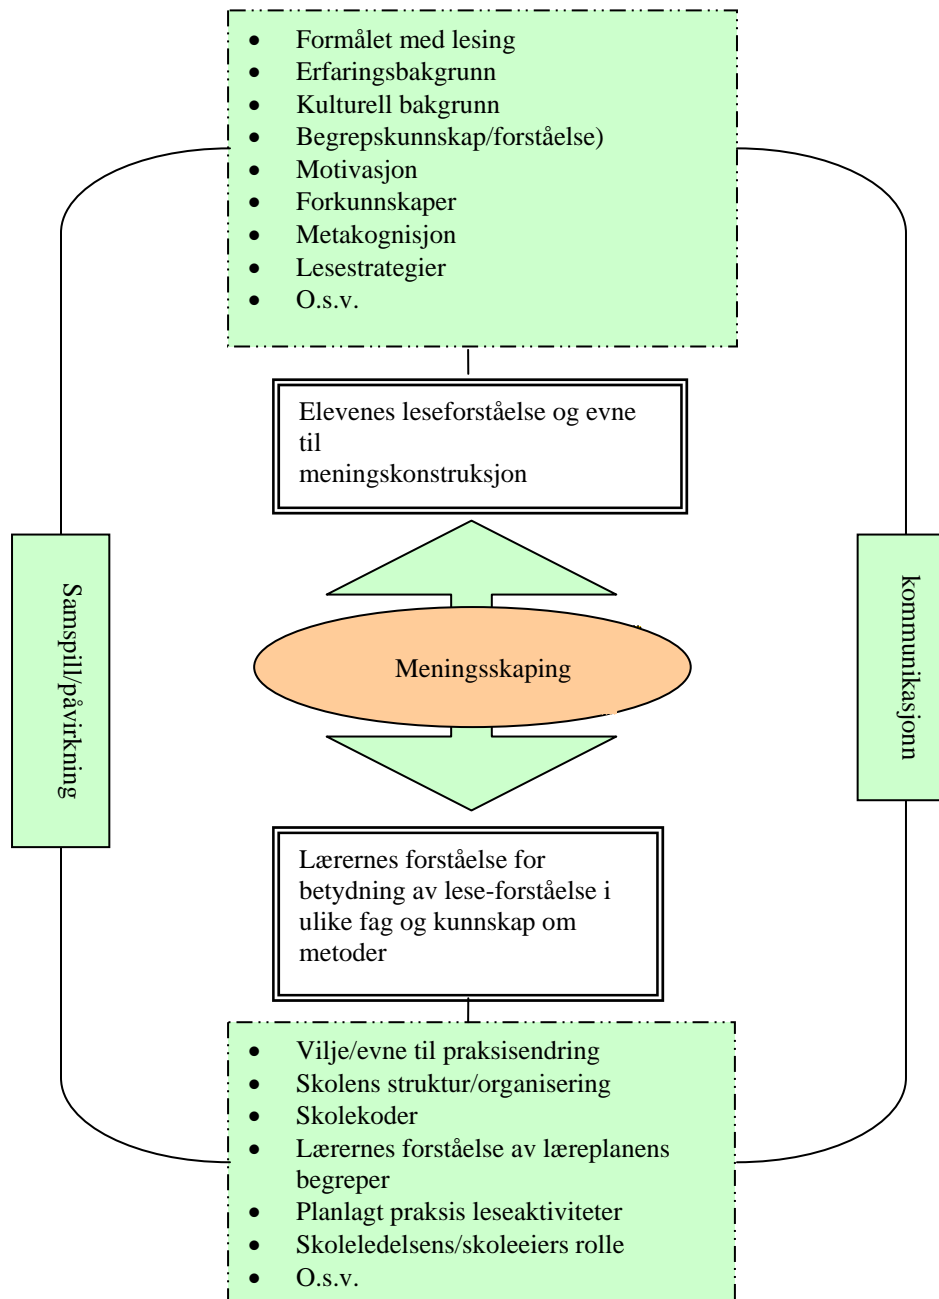 • Formålet med lesing
• Erfaringsbakgrunn
• Kulturell bakgrunn
• Begrepskunnskap/forståelse)
• Motivasjon
• Forkunnskaper
• Metakognisjon
• Lesestrategier
• O.s.v.
Elevenes leseforståelse og evne
til
meningskonstruksjon
Samspill/påvirkning
kommunikasjonn
Meningsskaping
Lærernes forståelse for
betydning av lese-forståelse i
ulike fag og kunnskap om
metoder
• Vilje/evne til praksisendring
• Skolens struktur/organisering
• Skolekoder
• Lærernes forståelse av læreplanens
begreper
• Planlagt praksis leseaktiviteter
• Skoleledelsens/skoleeiers rolle
• O.s.v.